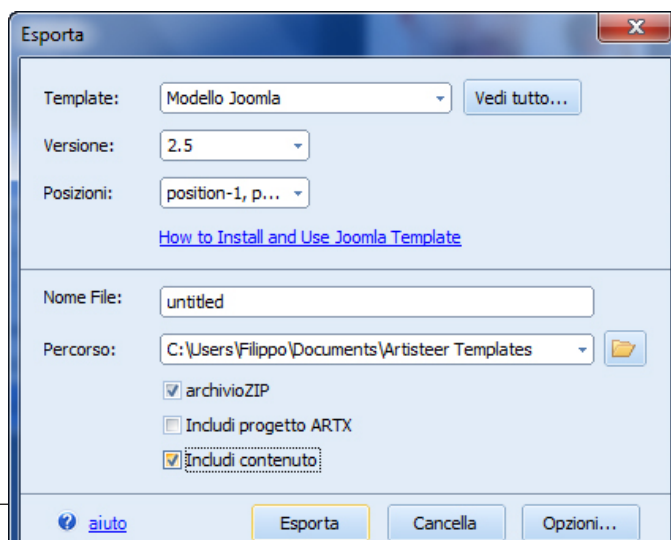 Esporta
Template: Modello Joomla Vedi tutto...
Versione: 2.5
Posizioni: position-1, p...
How to Install and Use Joomla Template
Nome File: untitled
Percorso: C:\Users\Filippo\Documents\Artisteer Templates
archivioZIP
Includi progetto ARTX
Includi contenuto
aiuto Esporta Cancella Opzioni...